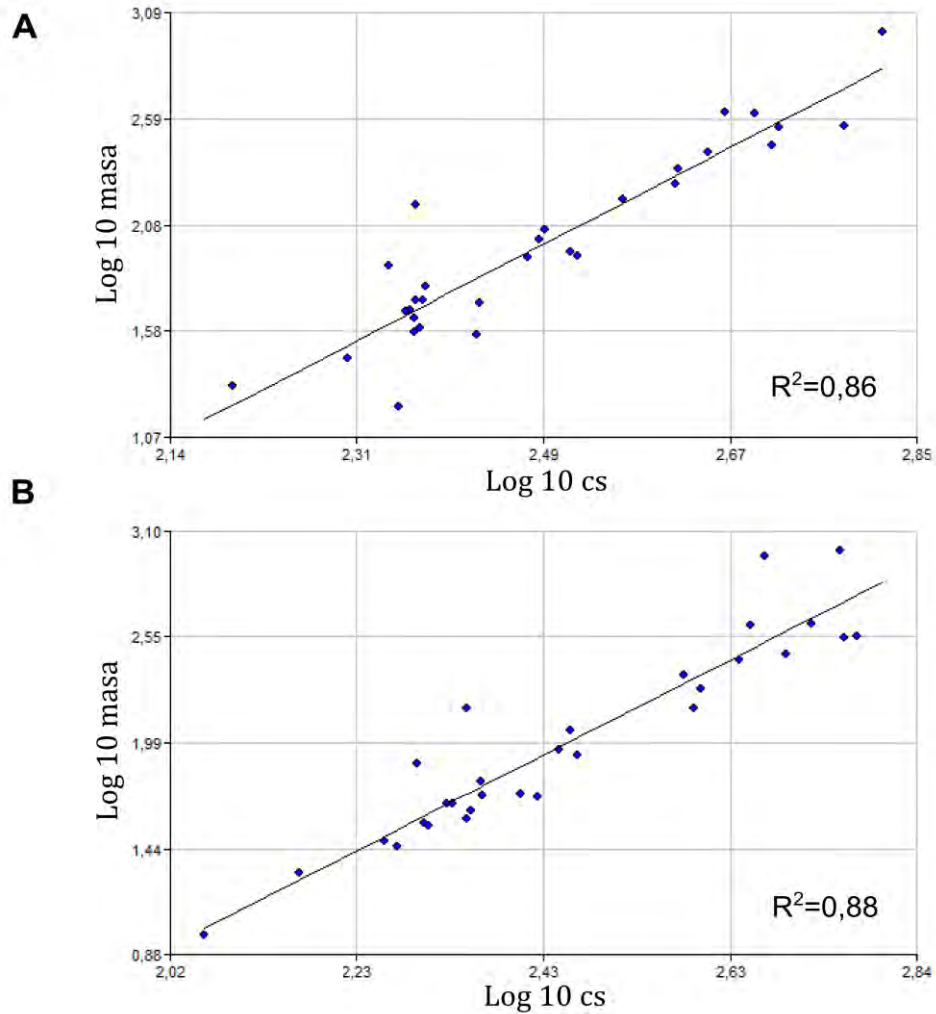 A
3,09
2,59
2,08
1,58
1,07
Log 10 masa
R²=0,86
2,14
2,31
2,49
2,67
2,85
Log 10 cs
B
3,10
2,55
1,99
1,44
0,88
Log 10 masa
R²=0,88
2,02
2,23
2,43
2,63
2,84
Log 10 cs